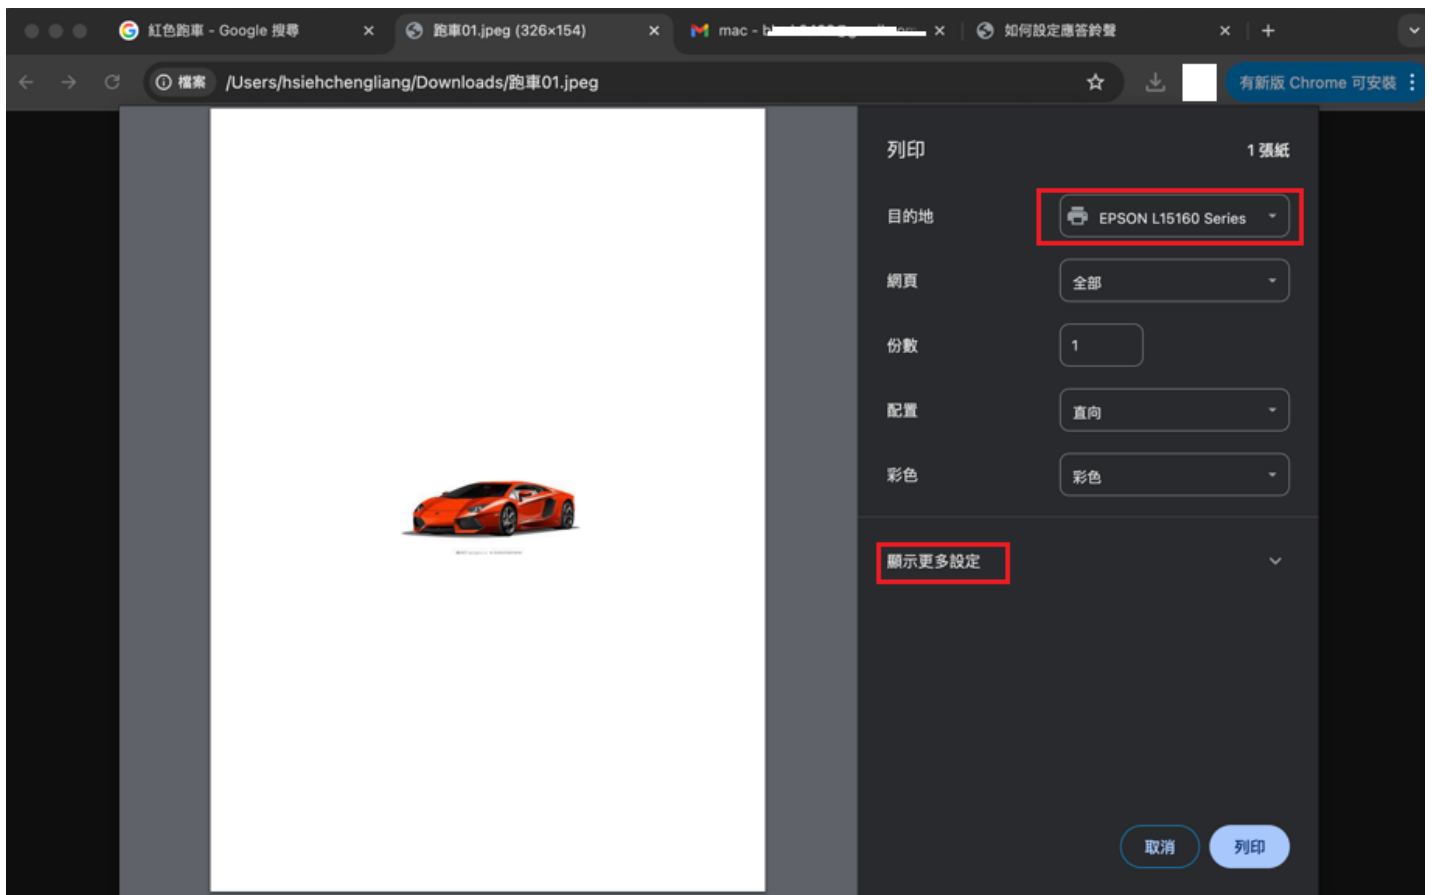 紅色跑車 - Google 搜尋
跑車01.jpeg (326×154)
mac -
如何設定應答鈴聲
檔案
/Users/hsiehchengliang/Downloads/跑車01.jpeg
有新版 Chrome 可安裝
列印
1 張紙
目的地
EPSON L15160 Series
網頁
全部
份數
1
配置
直向
彩色
彩色
顯示更多設定
取消
列印